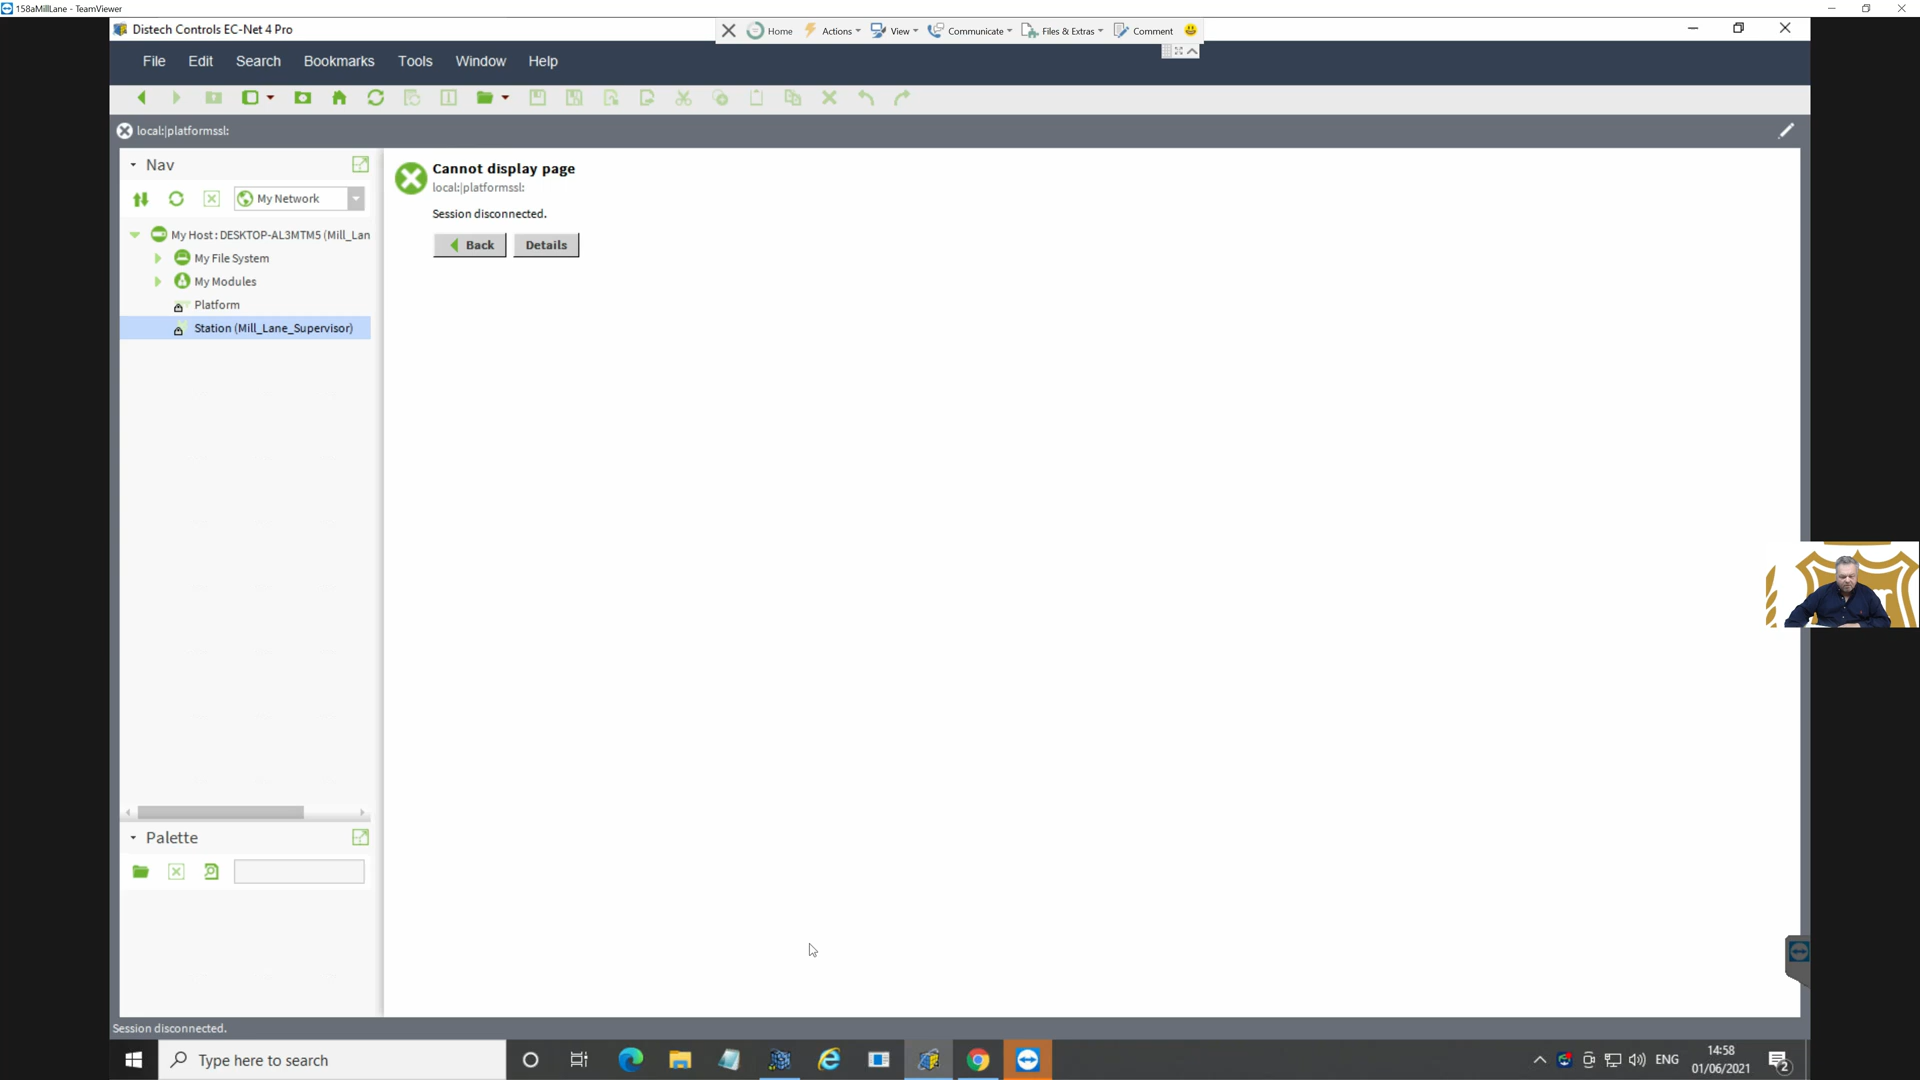 158aMillLane - TeamViewer
Distech Controls EC-Net 4 Pro
Home Actions View Communicate Files & Extras Comment
File Edit Search Bookmarks Tools Window Help
local:|platformssl:
Nav
My Network
My Host : DESKTOP-AL3MTM5 (Mill_Lan
My File System
My Modules
Platform
Station (Mill_Lane_Supervisor)
Cannot display page
local:|platformssl:
Session disconnected.
Back Details
Palette
Session disconnected.
Type here to search
ENG
14:58
01/06/2021
2